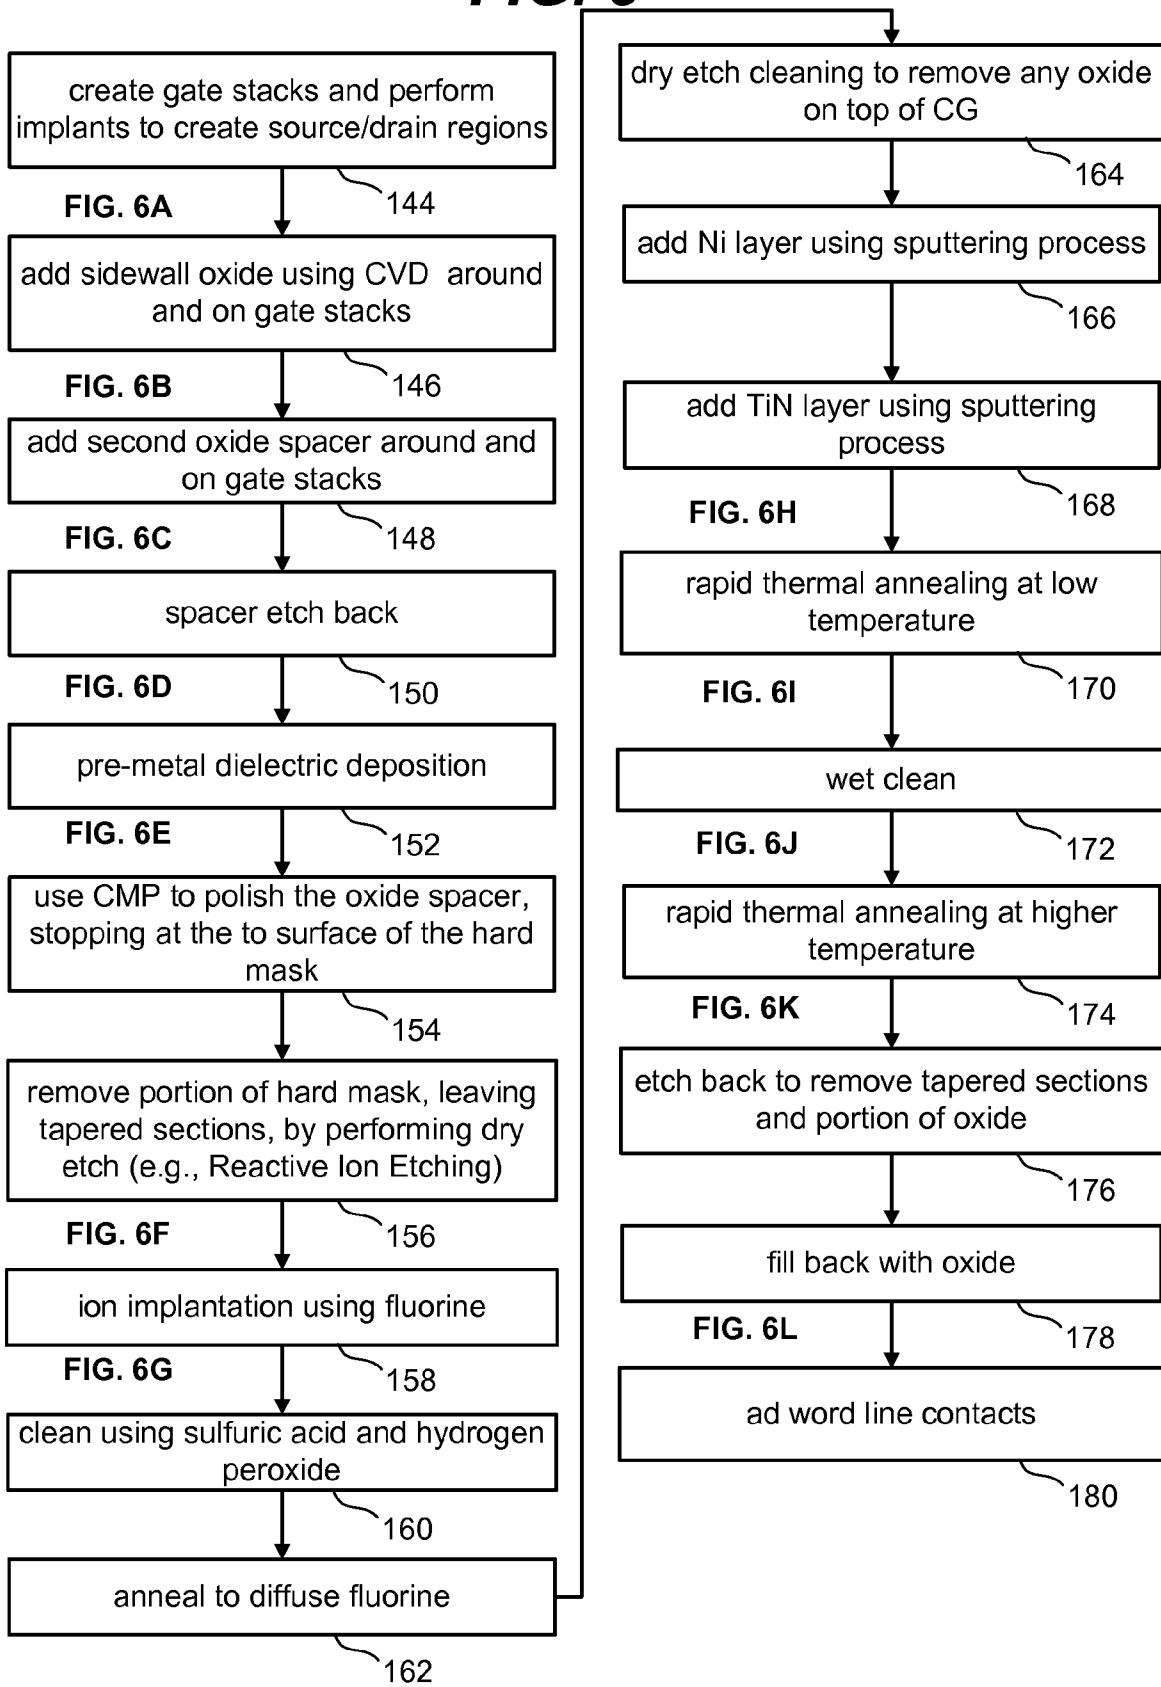 create gate stacks and perform
implants to create source/drain regions
144
FIG. 6A
add sidewall oxide using CVD around
and on gate stacks
146
FIG. 6B
add second oxide spacer around and
on gate stacks
148
FIG. 6C
spacer etch back
150
FIG. 6D
pre-metal dielectric deposition
152
FIG. 6E
use CMP to polish the oxide spacer,
stopping at the to surface of the hard
mask
154
remove portion of hard mask, leaving
tapered sections, by performing dry
etch (e.g., Reactive Ion Etching)
156
FIG. 6F
ion implantation using fluorine
158
FIG. 6G
clean using sulfuric acid and hydrogen
peroxide
160
anneal to diffuse fluorine
162
dry etch cleaning to remove any oxide
on top of CG
164
add Ni layer using sputtering process
166
add TiN layer using sputtering
process
168
FIG. 6H
rapid thermal annealing at low
temperature
170
FIG. 6I
wet clean
172
FIG. 6J
rapid thermal annealing at higher
temperature
174
FIG. 6K
etch back to remove tapered sections
and portion of oxide
176
fill back with oxide
178
FIG. 6L
ad word line contacts
180